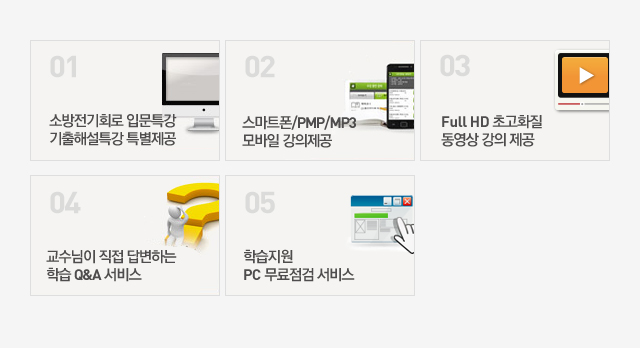 01
소방전기회로 입문특강
기출해설특강 특별제공
02
스마트폰/PMP/MP3
모바일 강의제공
03
Full HD 초고화질
동영상 강의 제공
04
교수님이 직접 답변하는
학습 Q&A 서비스
05
학습지원
PC 무료점검 서비스